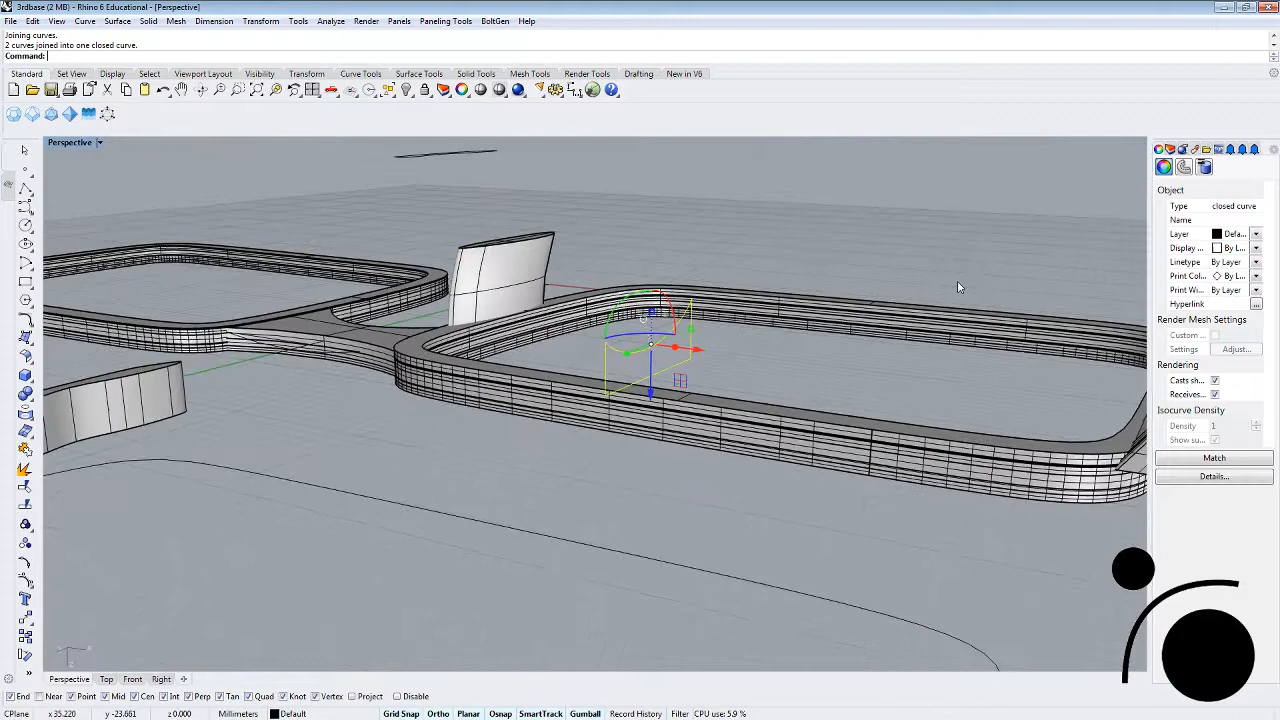 3rdbase (2 MB) - Rhino 6 Educational - [Perspective]
File Edit View Curve Surface Solid Mesh Dimension Transform Tools Analyze Render Panels Paneling Tools BoltGen Help
Joining curves.
2 curves joined into one closed curve.
Command:
Standard Set View Display Select Viewport Layout Visibility Transform Curve Tools Surface Tools Solid Tools Mesh Tools Render Tools Drafting New in V6
Perspective
Object
Type closed curve
Name
Layer Defa...
Display ... By L...
Linetype By Layer
Print Col... By L...
Print Wi... By Layer
Hyperlink ...
Render Mesh Settings
Custom ...
Settings Adjust...
Rendering
Casts sh...
Receives...
Isocurve Density
Density 1
Show su...
Match
Details...
Perspective Top Front Right
End Near Point Mid Cen Int Perp Tan Quad Knot Vertex Project Disable
CPlane x 35.220 y -23.661 z 0.000 Millimeters Default Grid Snap Ortho Planar Osnap SmartTrack Gumball Record History Filter CPU use: 5.9 %